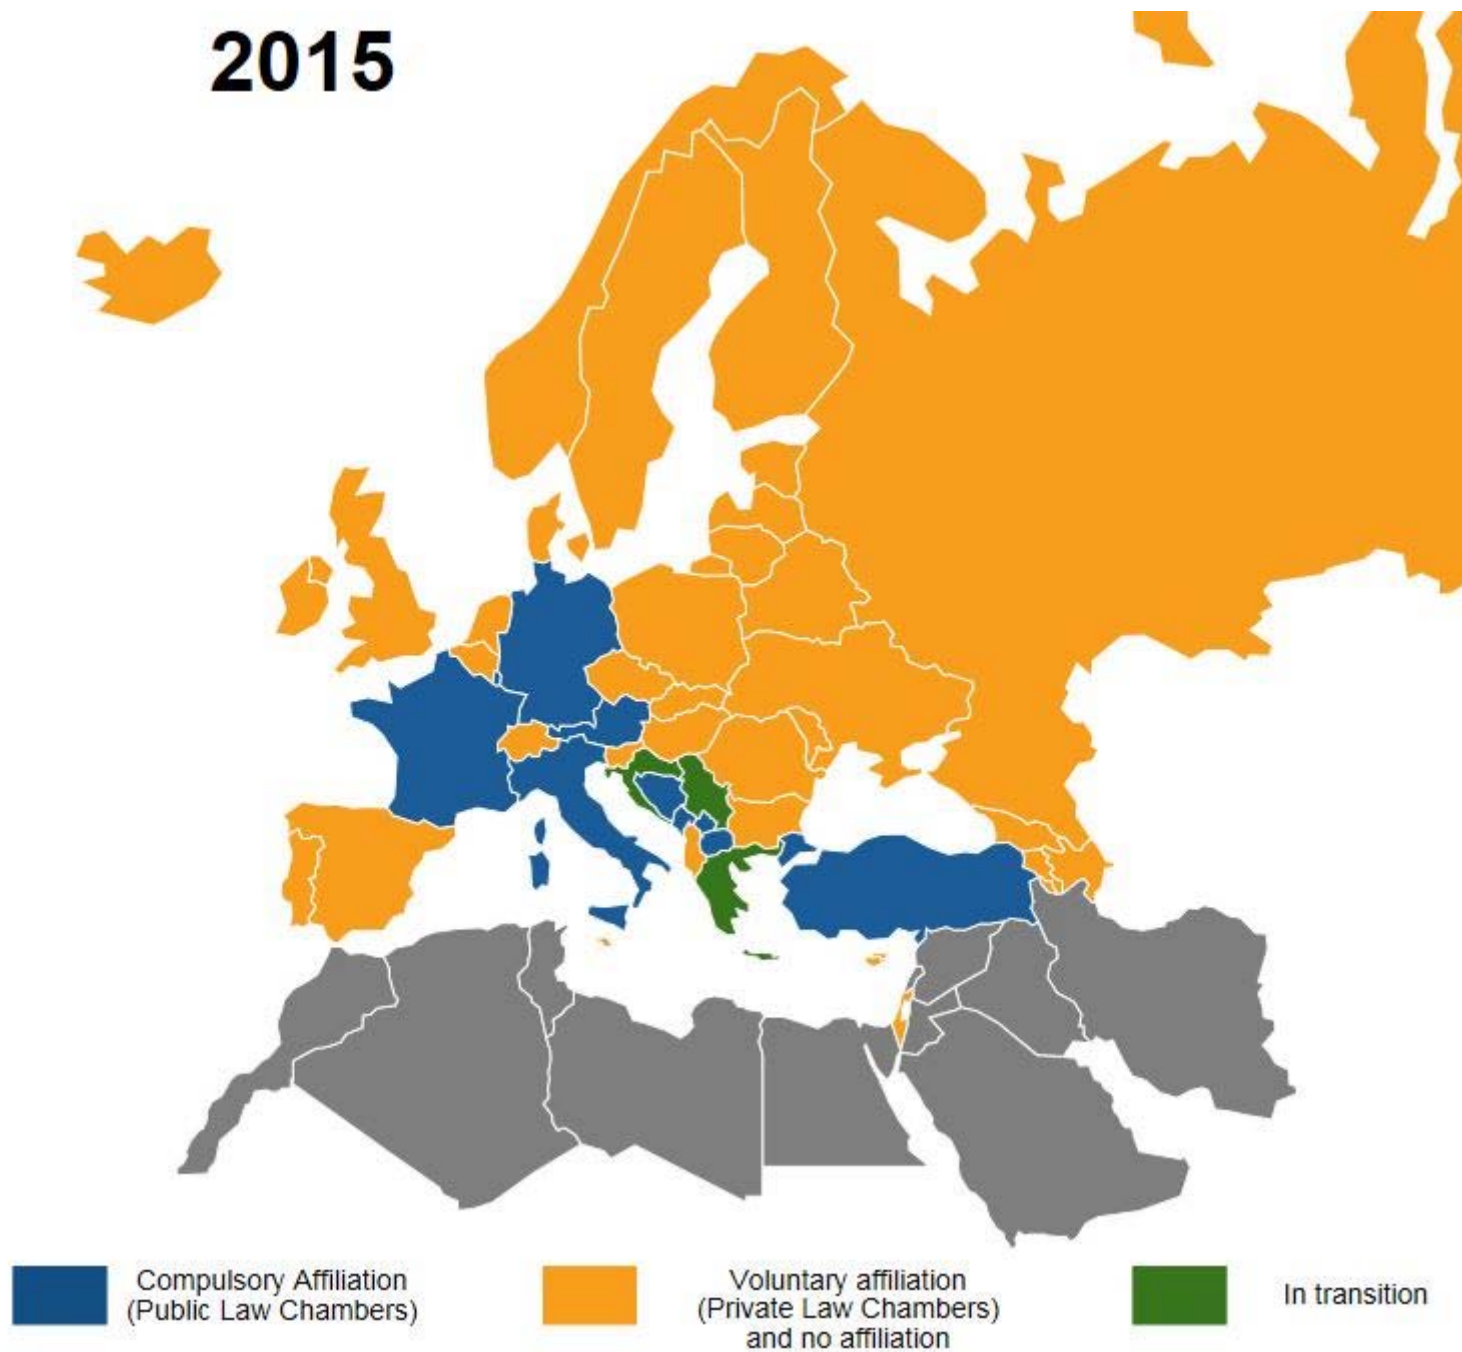 2015
Compulsory Affiliation
(Public Law Chambers)
Voluntary affiliation
(Private Law Chambers)
and no affiliation
In transition